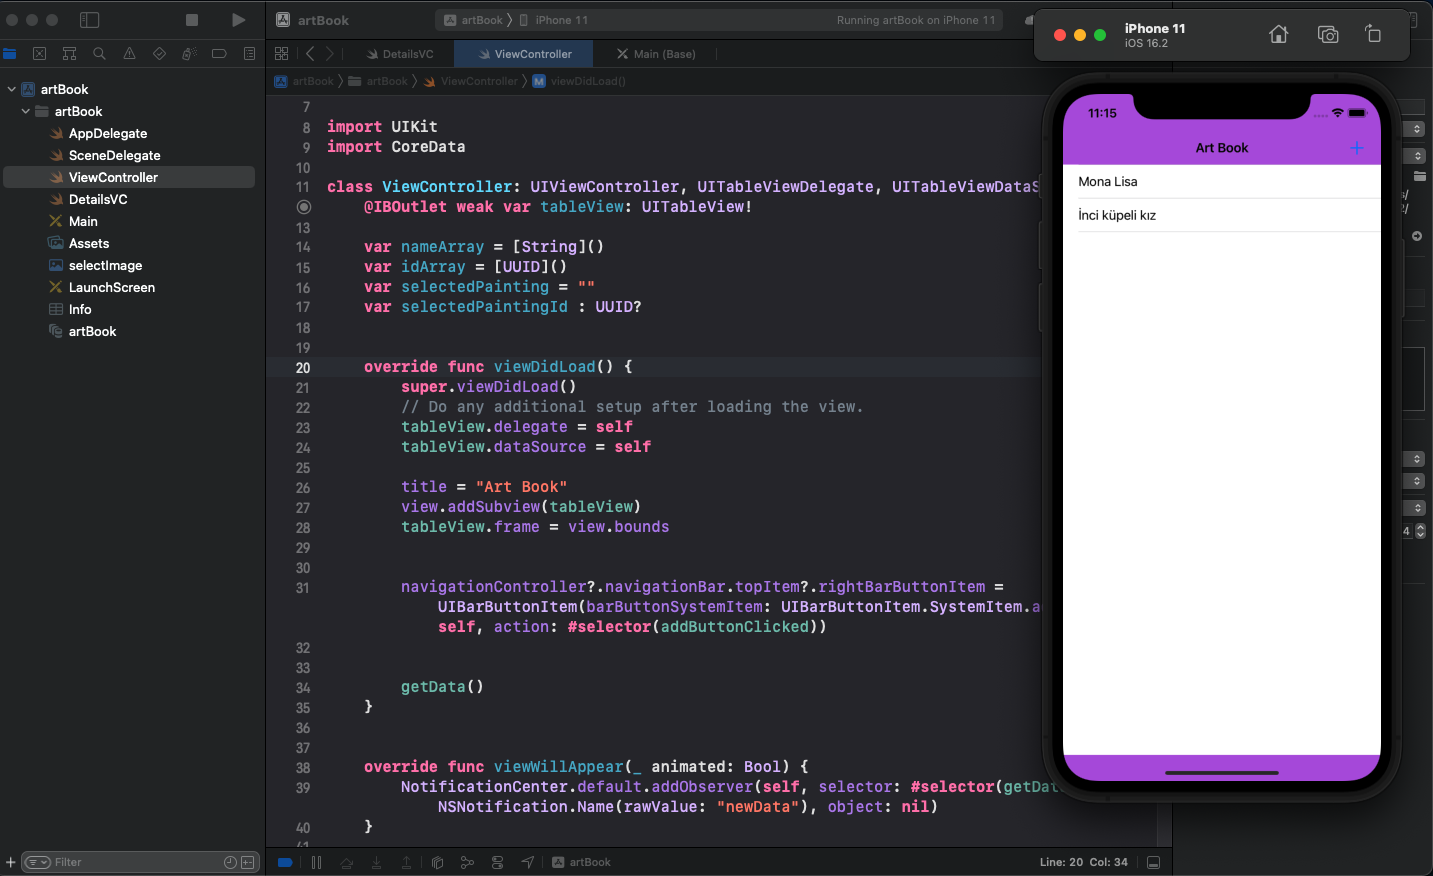 artBook
artBook
iPhone 11
Running artBook on iPhone 11
iPhone 11
iOS 16.2
DetailsVC
ViewController
Main (Base)
artBook
artBook
ViewController
M
viewDidLoad()
artBook
artBook
AppDelegate
SceneDelegate
ViewController
DetailsVC
Main
Assets
selectImage
LaunchScreen
Info
artBook
Filter
7
8 import UIKit
9 import CoreData
10
11 class ViewController: UIViewController, UITableViewDelegate, UITableViewDataS
@IBOutlet weak var tableView: UITableView!
13
14 var nameArray = [String]()
15 var idArray = [UUID]()
16 var selectedPainting = ""
17 var selectedPaintingId : UUID?
18
19
20 override func viewDidLoad() {
21 super.viewDidLoad()
22 // Do any additional setup after loading the view.
23 tableView.delegate = self
24 tableView.dataSource = self
25
26 title = "Art Book"
27 view.addSubview(tableView)
28 tableView.frame = view.bounds
29
30
31 navigationController?.navigationBar.topItem?.rightBarButtonItem =
UIBarButtonItem(barButtonSystemItem: UIBarButtonItem.SystemItem.a
self, action: #selector(addButtonClicked))
32
33
34 getData()
35 }
36
37
38 override func viewWillAppear(_ animated: Bool) {
39 NotificationCenter.default.addObserver(self, selector: #selector(getDat
NSNotification.Name(rawValue: "newData"), object: nil)
40 }
41
artBook
Line: 20 Col: 34
11:15
Art Book
Mona Lisa
İnci küpeli kız
4